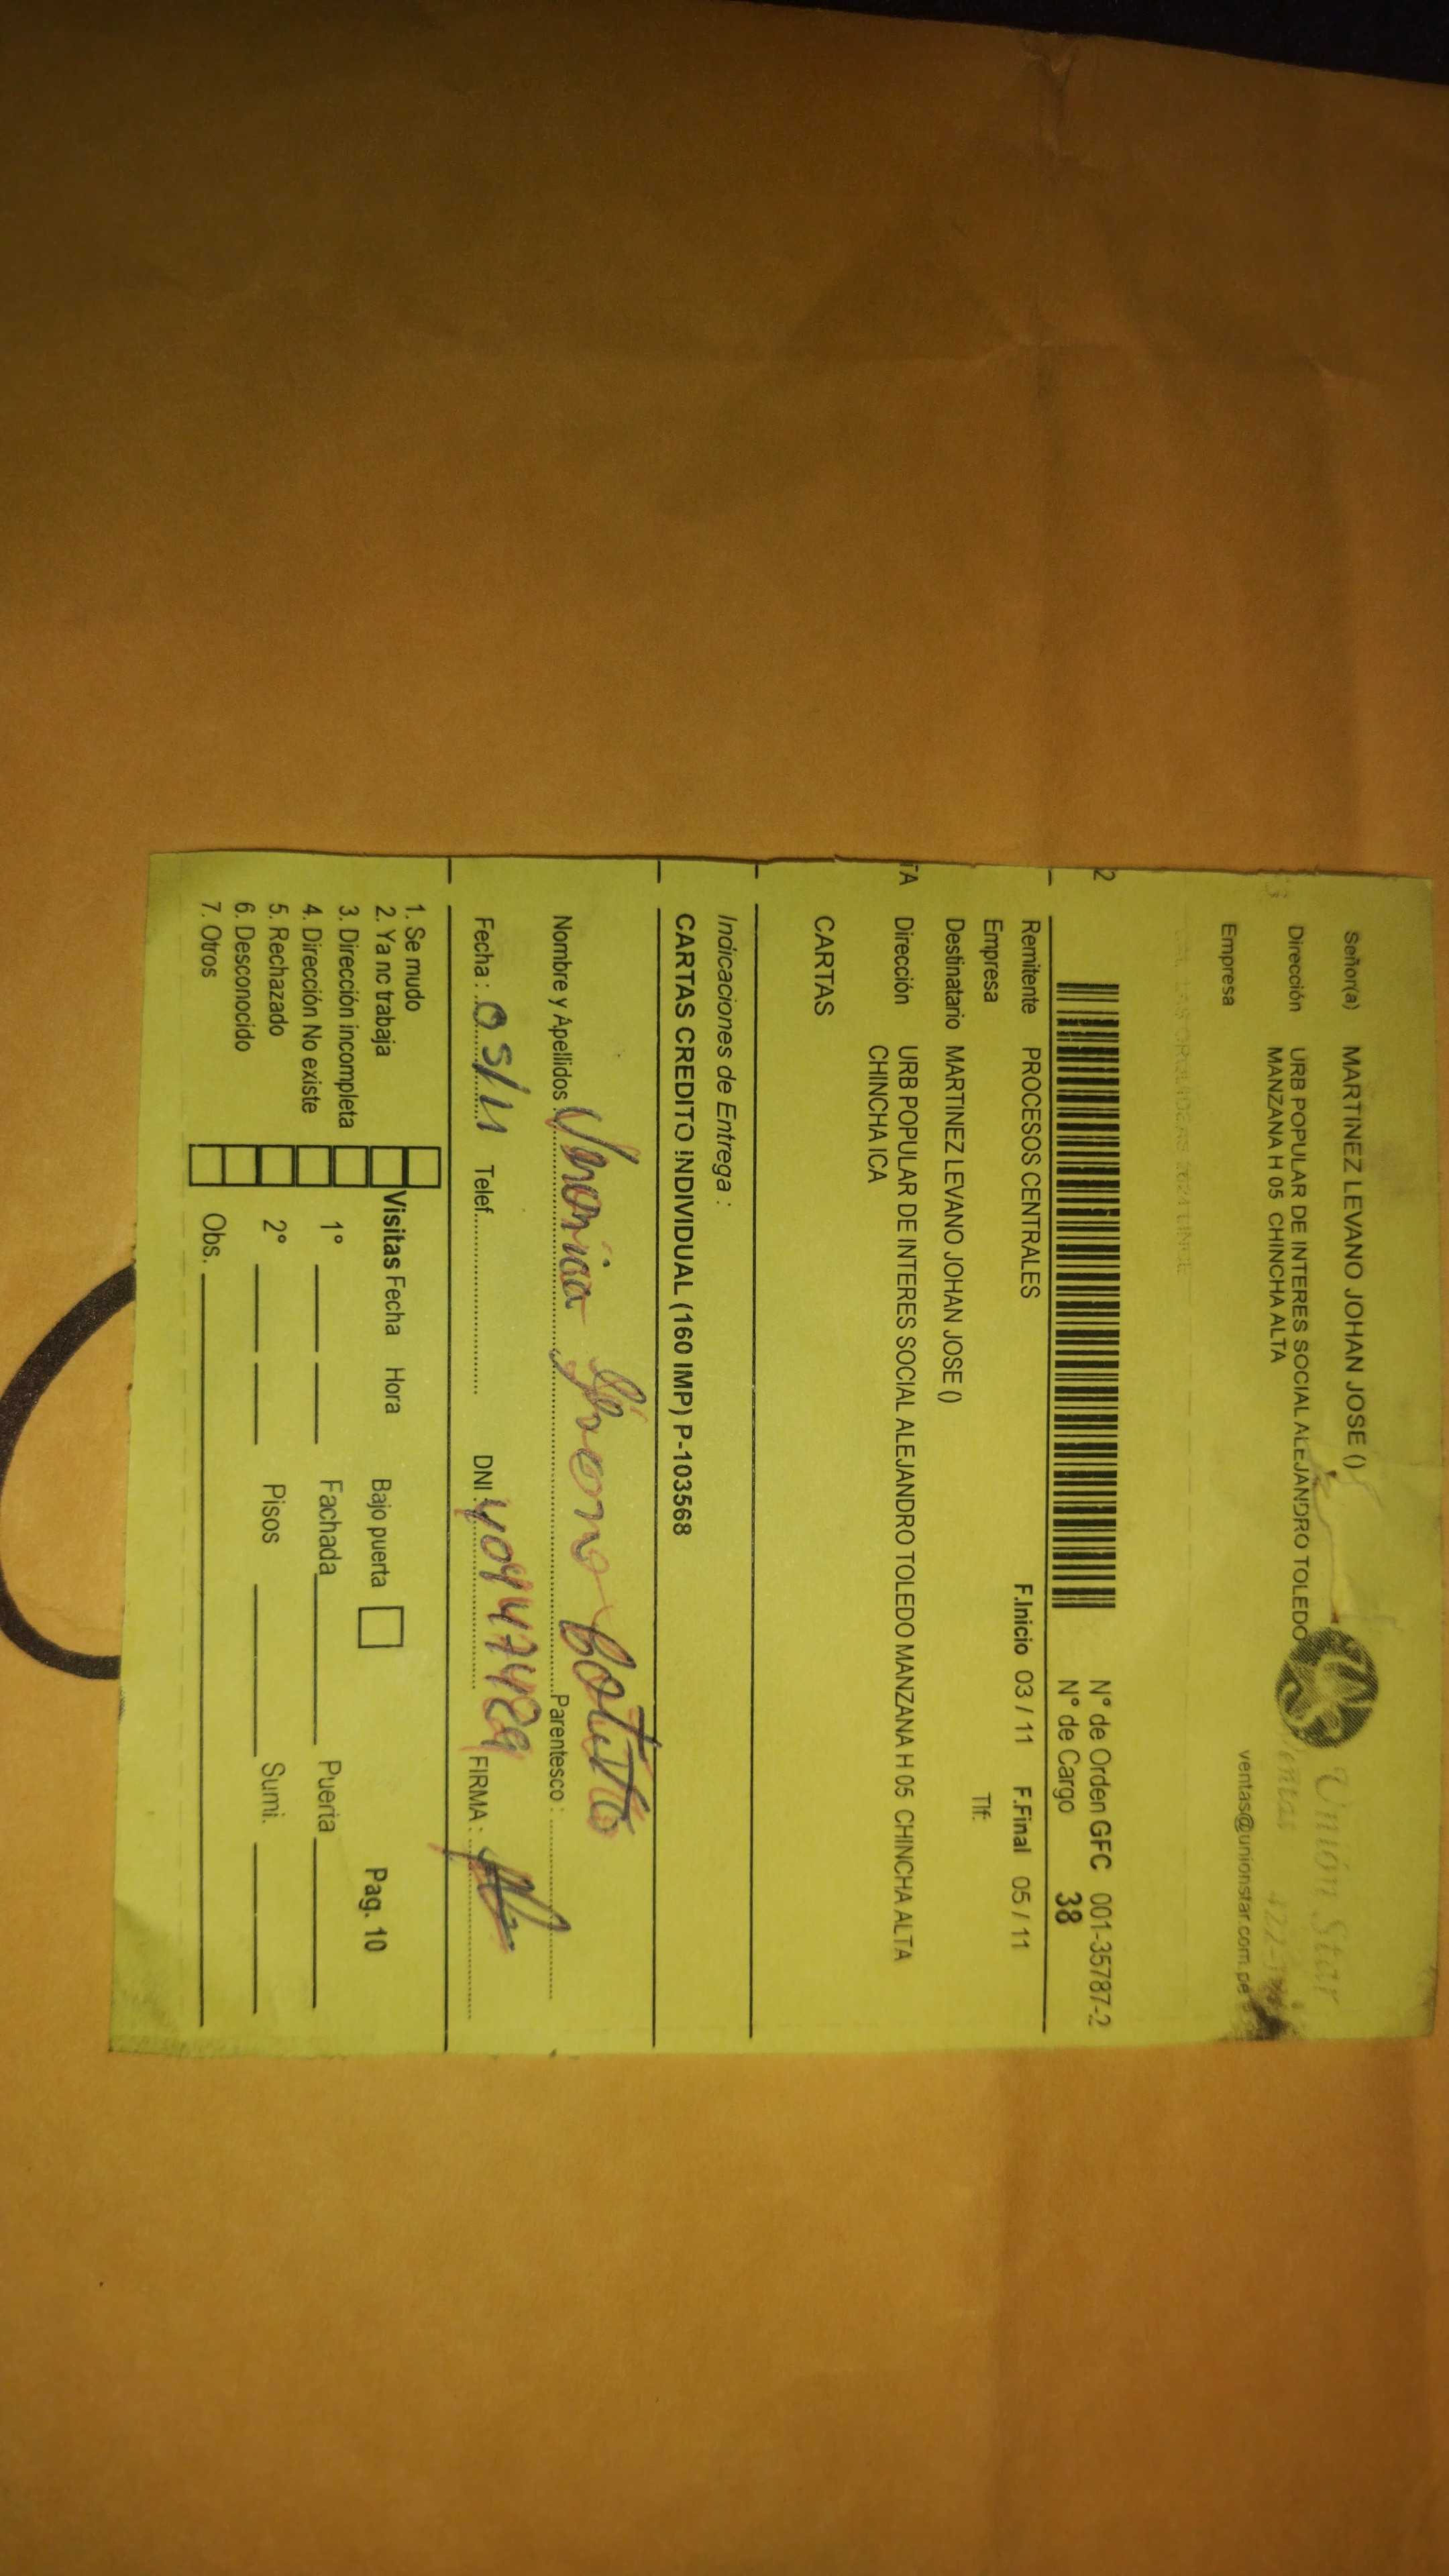 Señor(a) MARTINEZ LEVANO JOHAN JOSE ()
Dirección URB POPULAR DE INTERES SOCIAL ALEJANDRO TOLEDO
MANZANA H 05 CHINCHA ALTA
Empresa
Unión Star
Ventas
ventas@unionstar.com.pe
2
N° de Orden GFC 001-35787-2
N° de Cargo 38
Remitente PROCESOS CENTRALES F.Inicio 03 / 11 F.Final 05 / 11
Empresa Tlf:
Destinatario MARTINEZ LEVANO JOHAN JOSE ()
TA Dirección URB POPULAR DE INTERES SOCIAL ALEJANDRO TOLEDO MANZANA H 05 CHINCHA ALTA
CHINCHA ICA
CARTAS
Indicaciones de Entrega :
CARTAS CREDITO INDIVIDUAL (160 IMP) P-103568
Nombre y Apellidos : Parentesco :
Fecha : 05/11 Telef. DNI : FIRMA :
1. Se mudo
2. Ya no trabaja
3. Dirección incompleta
4. Dirección No existe
5. Rechazado
6. Desconocido
7. Otros
Visitas Fecha Hora Bajo puerta Pag. 10
1° Fachada Puerta
2° Pisos Sumi.
Obs.